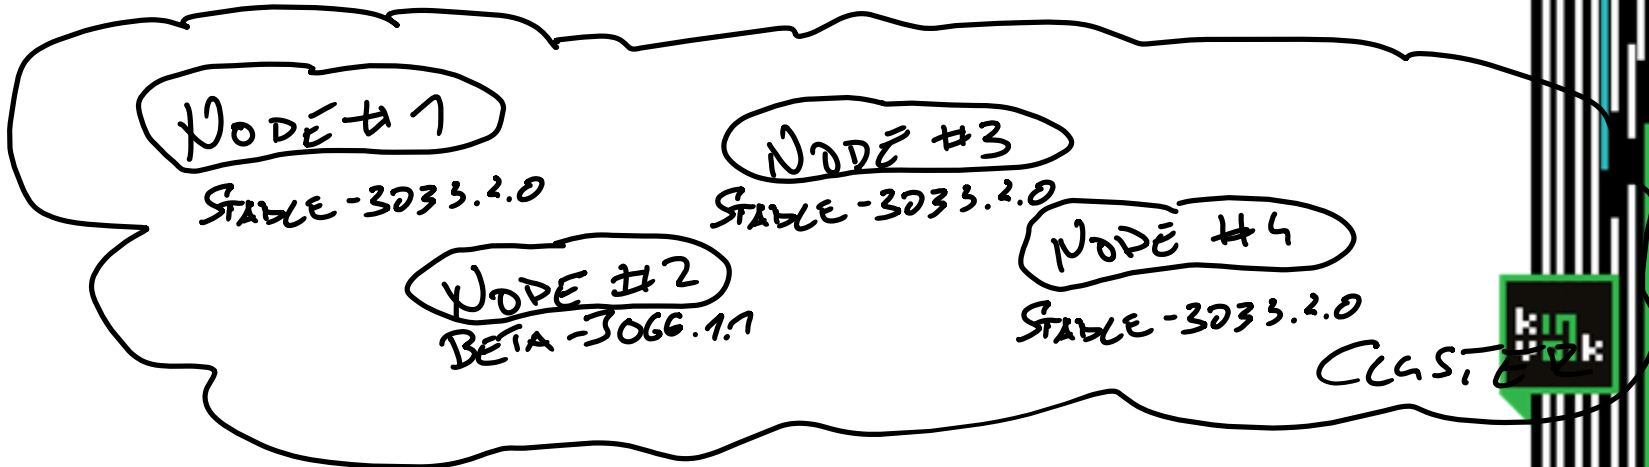 NODE #1
STABLE-3033.2.0
NODE #3
STABLE-3033.2.0
NODE #2
BETA-3066.1.1
NODE #4
STABLE-3033.2.0
CLUSTER